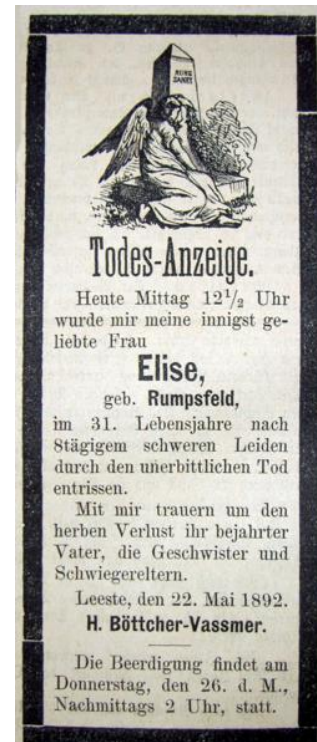 RUHE
SANFT
Todes-Anzeige.
Heute Mittag 12½ Uhr
wurde mir meine innigst ge-
liebte Frau
Elise,
geb. Rumpsfeld,
im 31. Lebensjahre nach
8tägigem schweren Leiden
durch den unerbittlichen Tod
entrissen.
Mit mir trauern um den
herben Verlust ihr bejahrter
Vater, die Geschwister und
Schwiegereltern.
Leeste, den 22. Mai 1892.
H. Böttcher-Vassmer.
Die Beerdigung findet am
Donnerstag, den 26. d. M.,
Nachmittags 2 Uhr, statt.